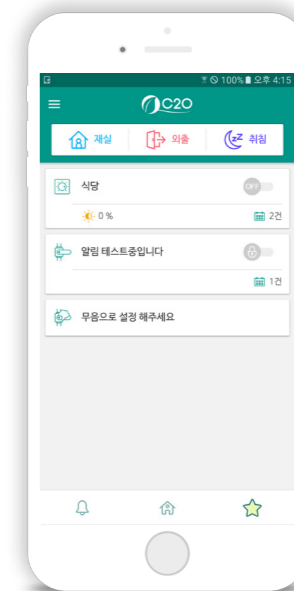 100% 오후 4:15
C2O
재실 외출 취침
식당 OFF
0 % 2건
알림 테스트중입니다
1건
무음으로 설정 해주세요